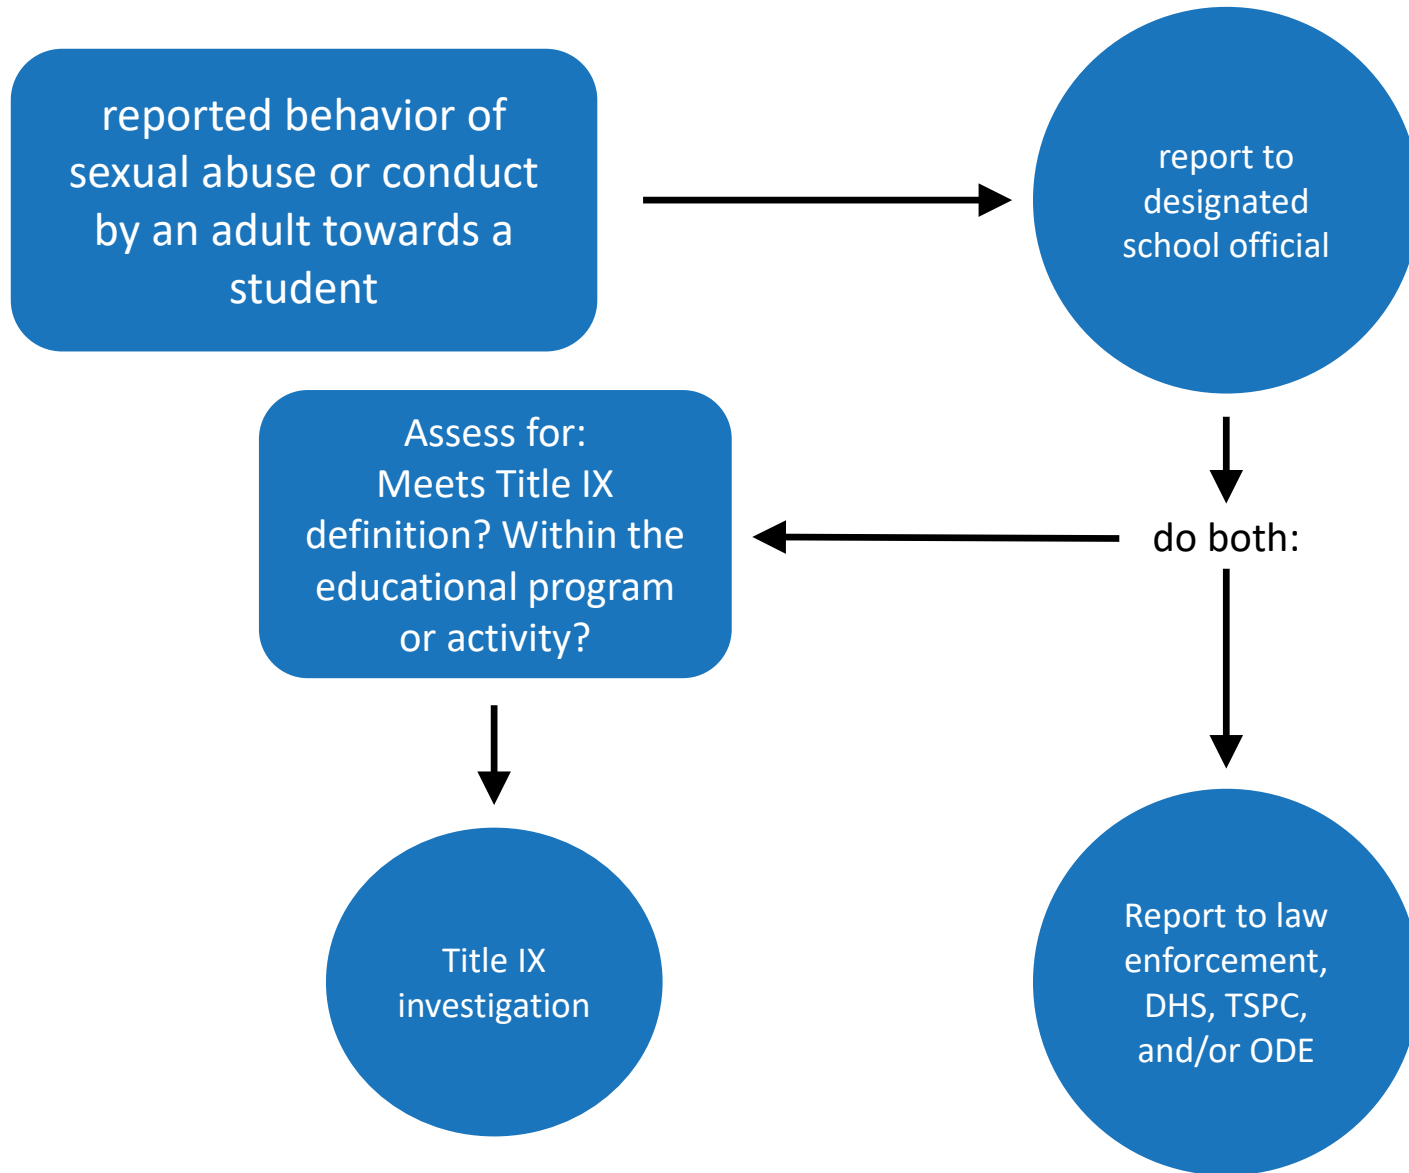 reported behavior of
sexual abuse or conduct
by an adult towards a
student
report to
designated
school official
do both:
Assess for:
Meets Title IX
definition? Within the
educational program
or activity?
Title IX
investigation
Report to law
enforcement,
DHS, TSPC,
and/or ODE